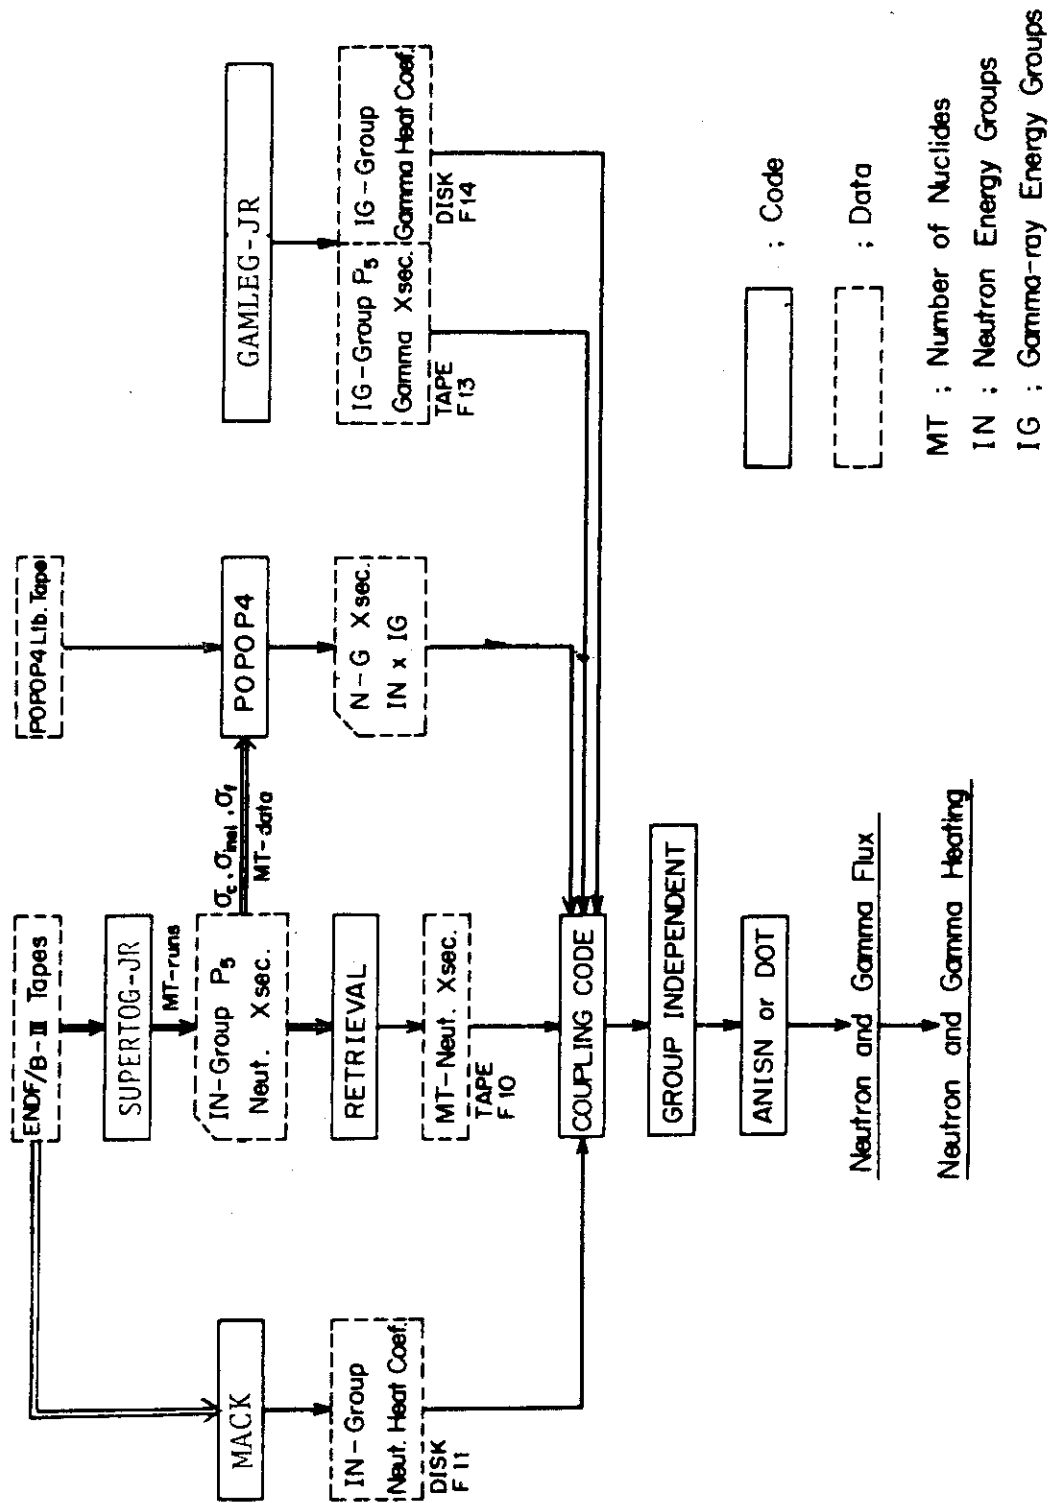 ENDF/B-II Tapes
POPOP4 Lib. Tape
MACK
SUPERTOG-JR
POPOP4
GAMLEG-JR
MT-runs
σc, σinel, σf
MT-data
IN-Group
Neut. Heat Coef.
DISK
F11
IN-Group P5
Neut. Xsec.
N-G Xsec.
IN x IG
IG-Group P5
Gamma Xsec.
TAPE
F13
IG-Group
Gamma Heat Coef.
DISK
F14
RETRIEVAL
MT-Neut. Xsec.
TAPE
F10
COUPLING CODE
GROUP INDEPENDENT
ANISN or DOT
Neutron and Gamma Flux
Neutron and Gamma Heating
; Code
; Data
MT ; Number of Nuclides
IN ; Neutron Energy Groups
IG ; Gamma-ray Energy Groups